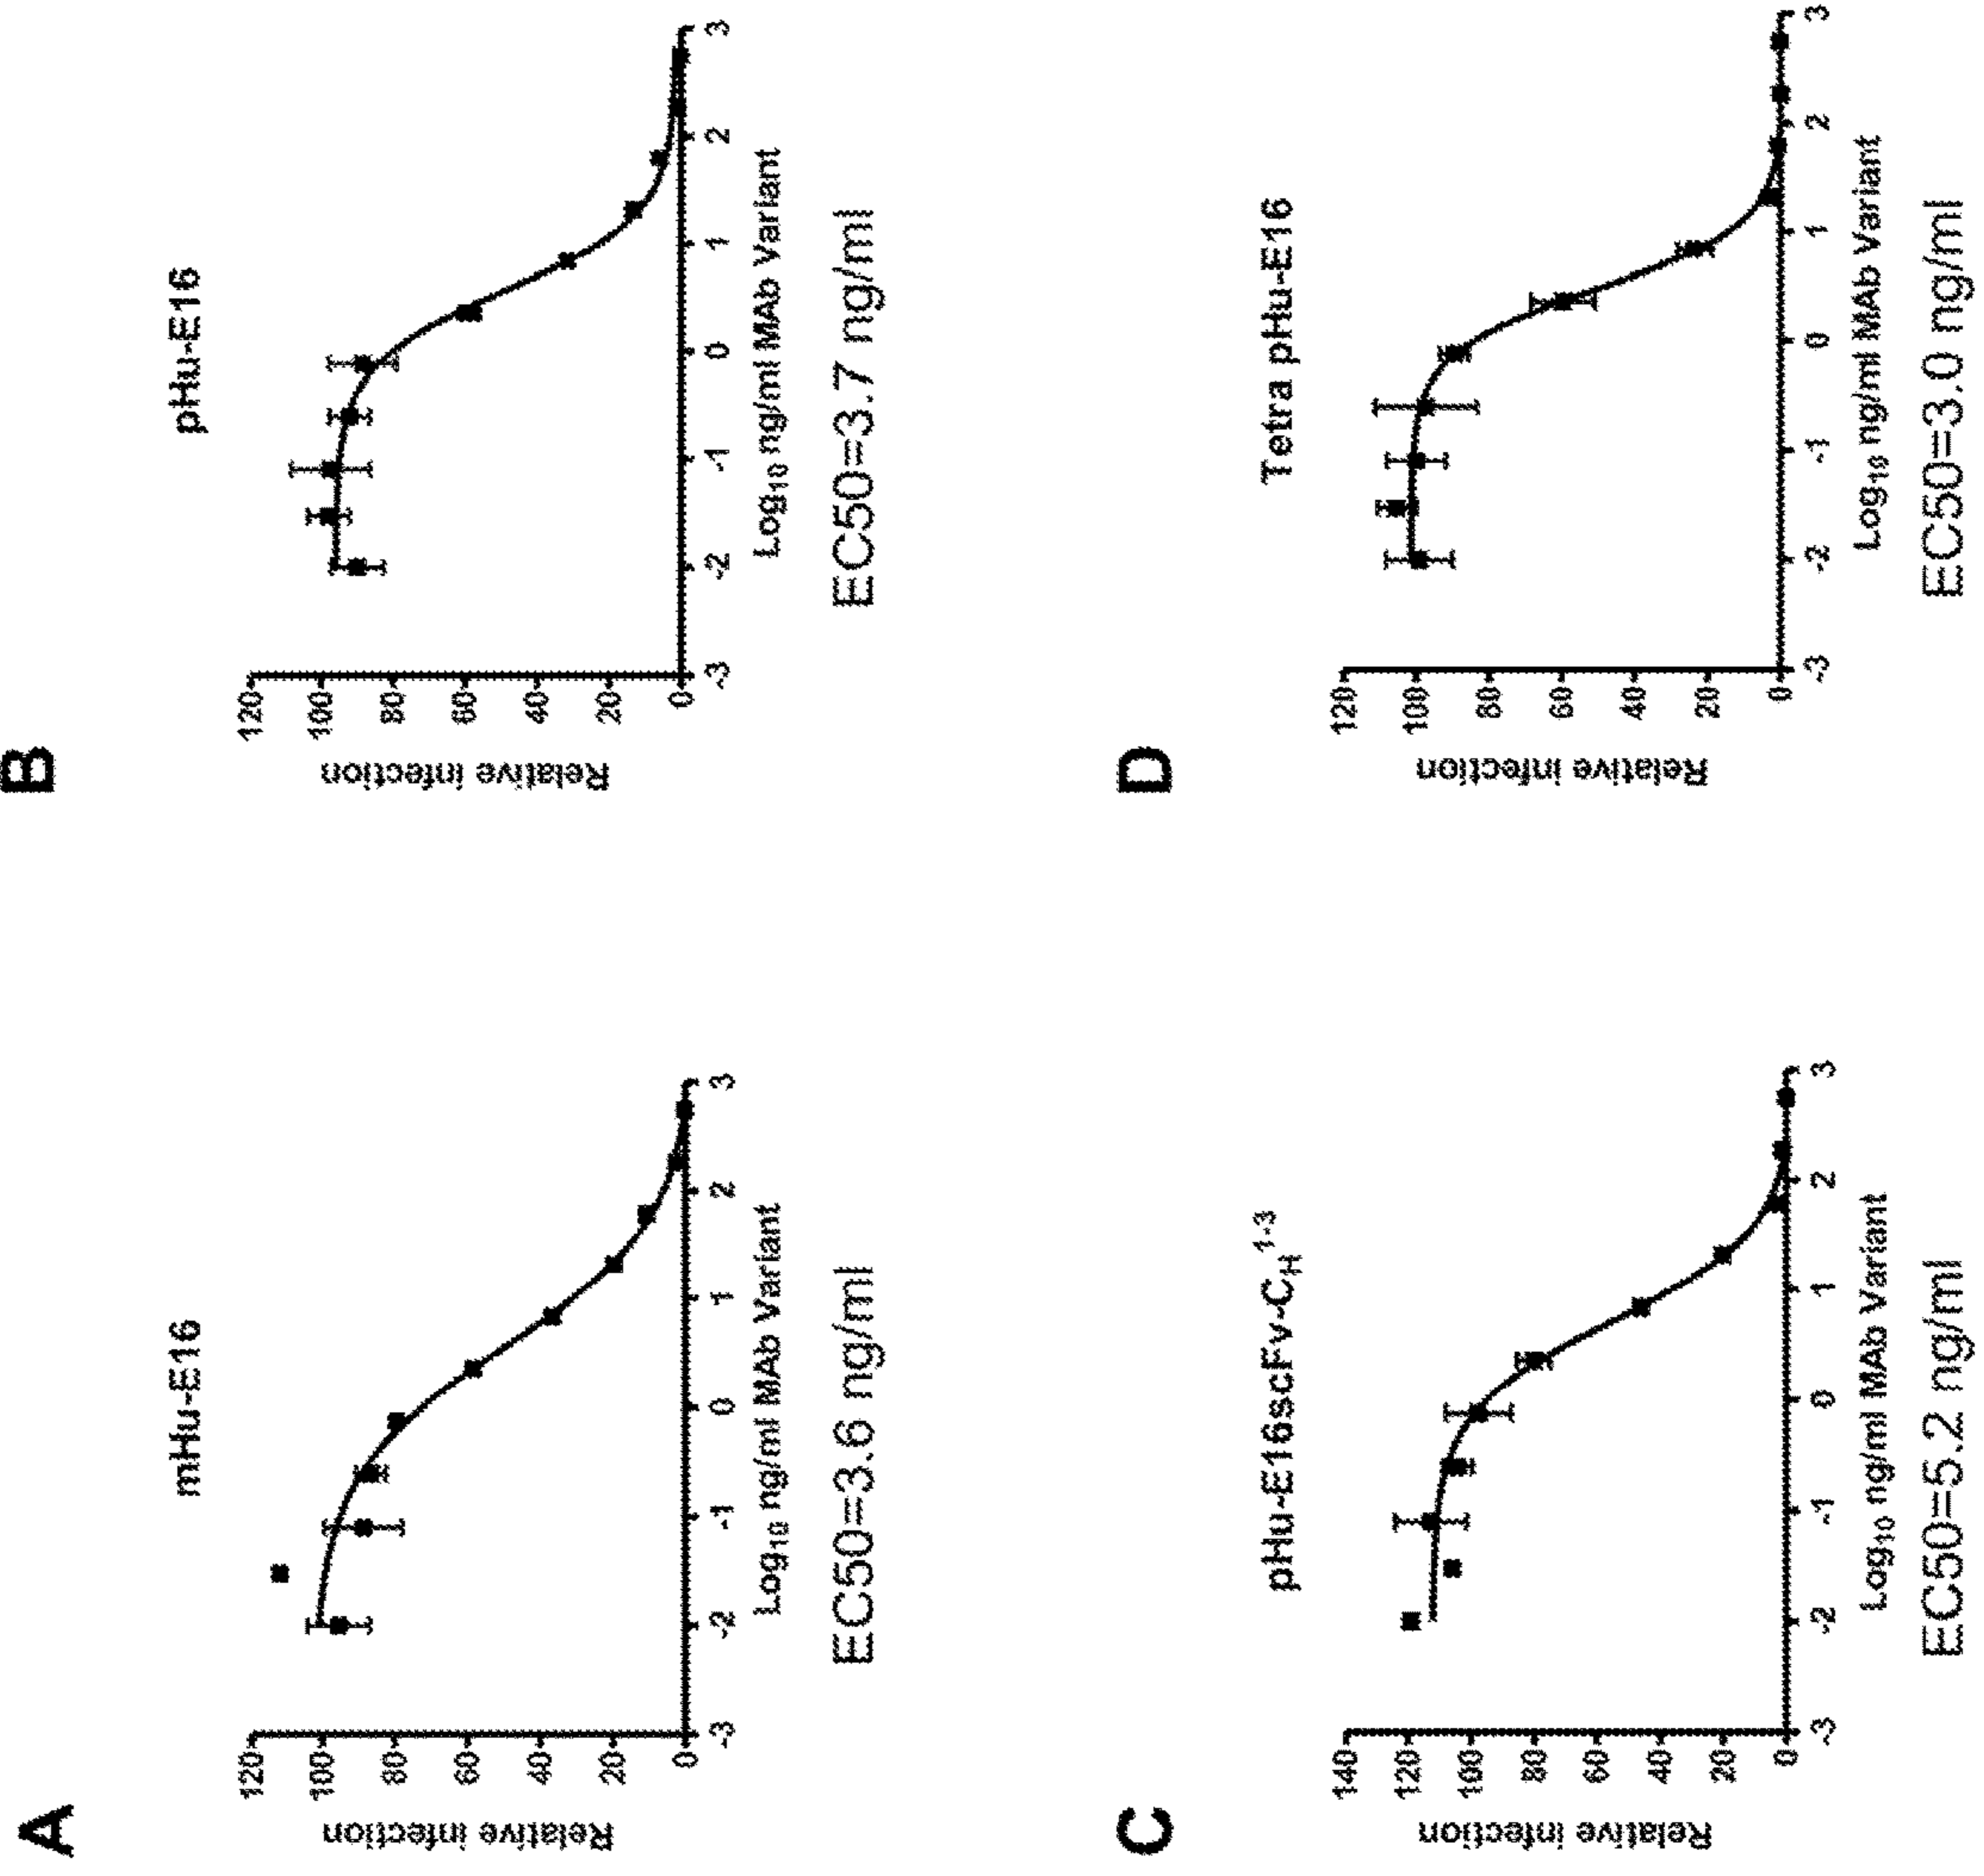 A
mHu-E16
Relative infection
120
100
80
60
40
20
0
-3 -2 -1 0 1 2 3
Log₁₀ ng/ml MAb Variant
EC50=3.6 ng/ml
B
pHu-E16
Relative infection
120
100
80
60
40
20
0
-3 -2 -1 0 1 2 3
Log₁₀ ng/ml MAb Variant
EC50=3.7 ng/ml
C
pHu-E16scFv-C_H¹⁻³
Relative infection
140
120
100
80
60
40
20
0
-3 -2 -1 0 1 2 3
Log₁₀ ng/ml MAb Variant
EC50=5.2 ng/ml
D
Tetra pHu-E16
Relative infection
120
100
80
60
40
20
0
-3 -2 -1 0 1 2 3
Log₁₀ ng/ml MAb Variant
EC50=3.0 ng/ml